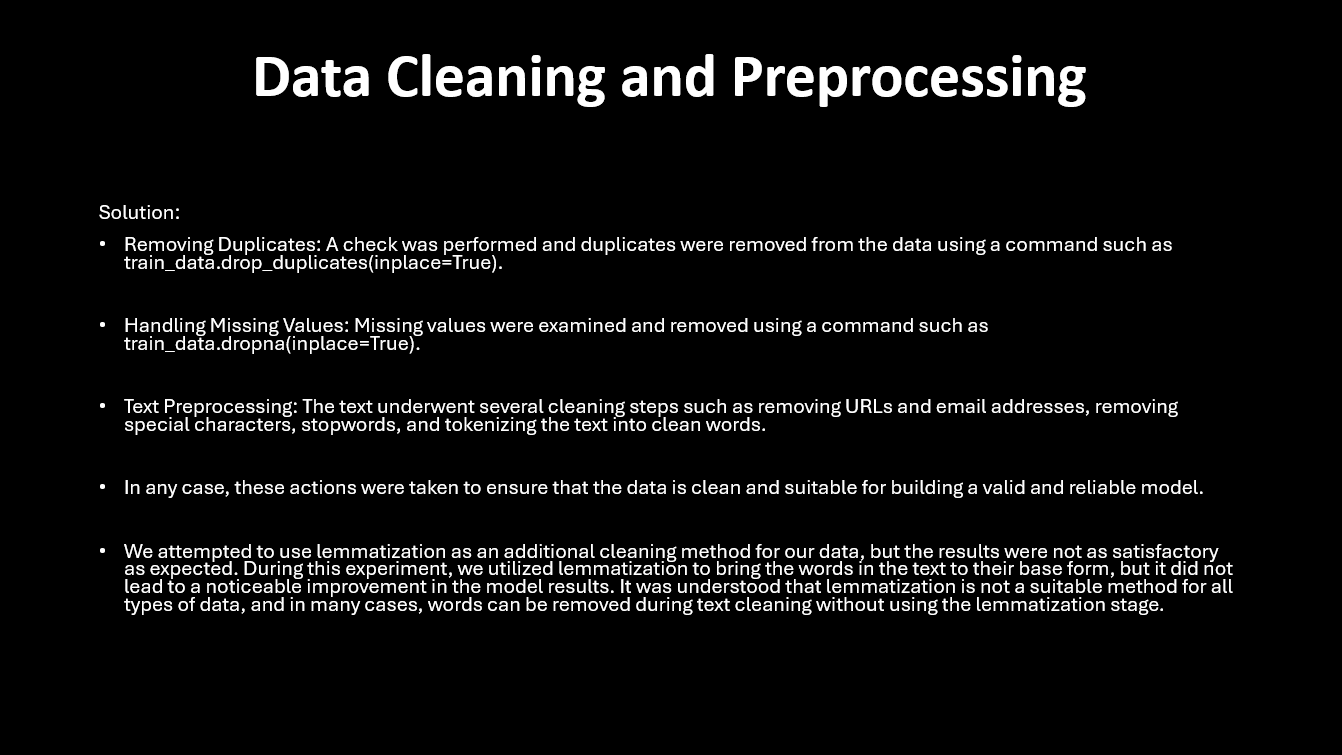 Data Cleaning and Preprocessing
Solution:
• Removing Duplicates: A check was performed and duplicates were removed from the data using a command such as
train_data.drop_duplicates(inplace=True).
• Handling Missing Values: Missing values were examined and removed using a command such as
train_data.dropna(inplace=True).
• Text Preprocessing: The text underwent several cleaning steps such as removing URLs and email addresses, removing
special characters, stopwords, and tokenizing the text into clean words.
• In any case, these actions were taken to ensure that the data is clean and suitable for building a valid and reliable model.
• We attempted to use lemmatization as an additional cleaning method for our data, but the results were not as satisfactory
as expected. During this experiment, we utilized lemmatization to bring the words in the text to their base form, but it did not
lead to a noticeable improvement in the model results. It was understood that lemmatization is not a suitable method for all
types of data, and in many cases, words can be removed during text cleaning without using the lemmatization stage.